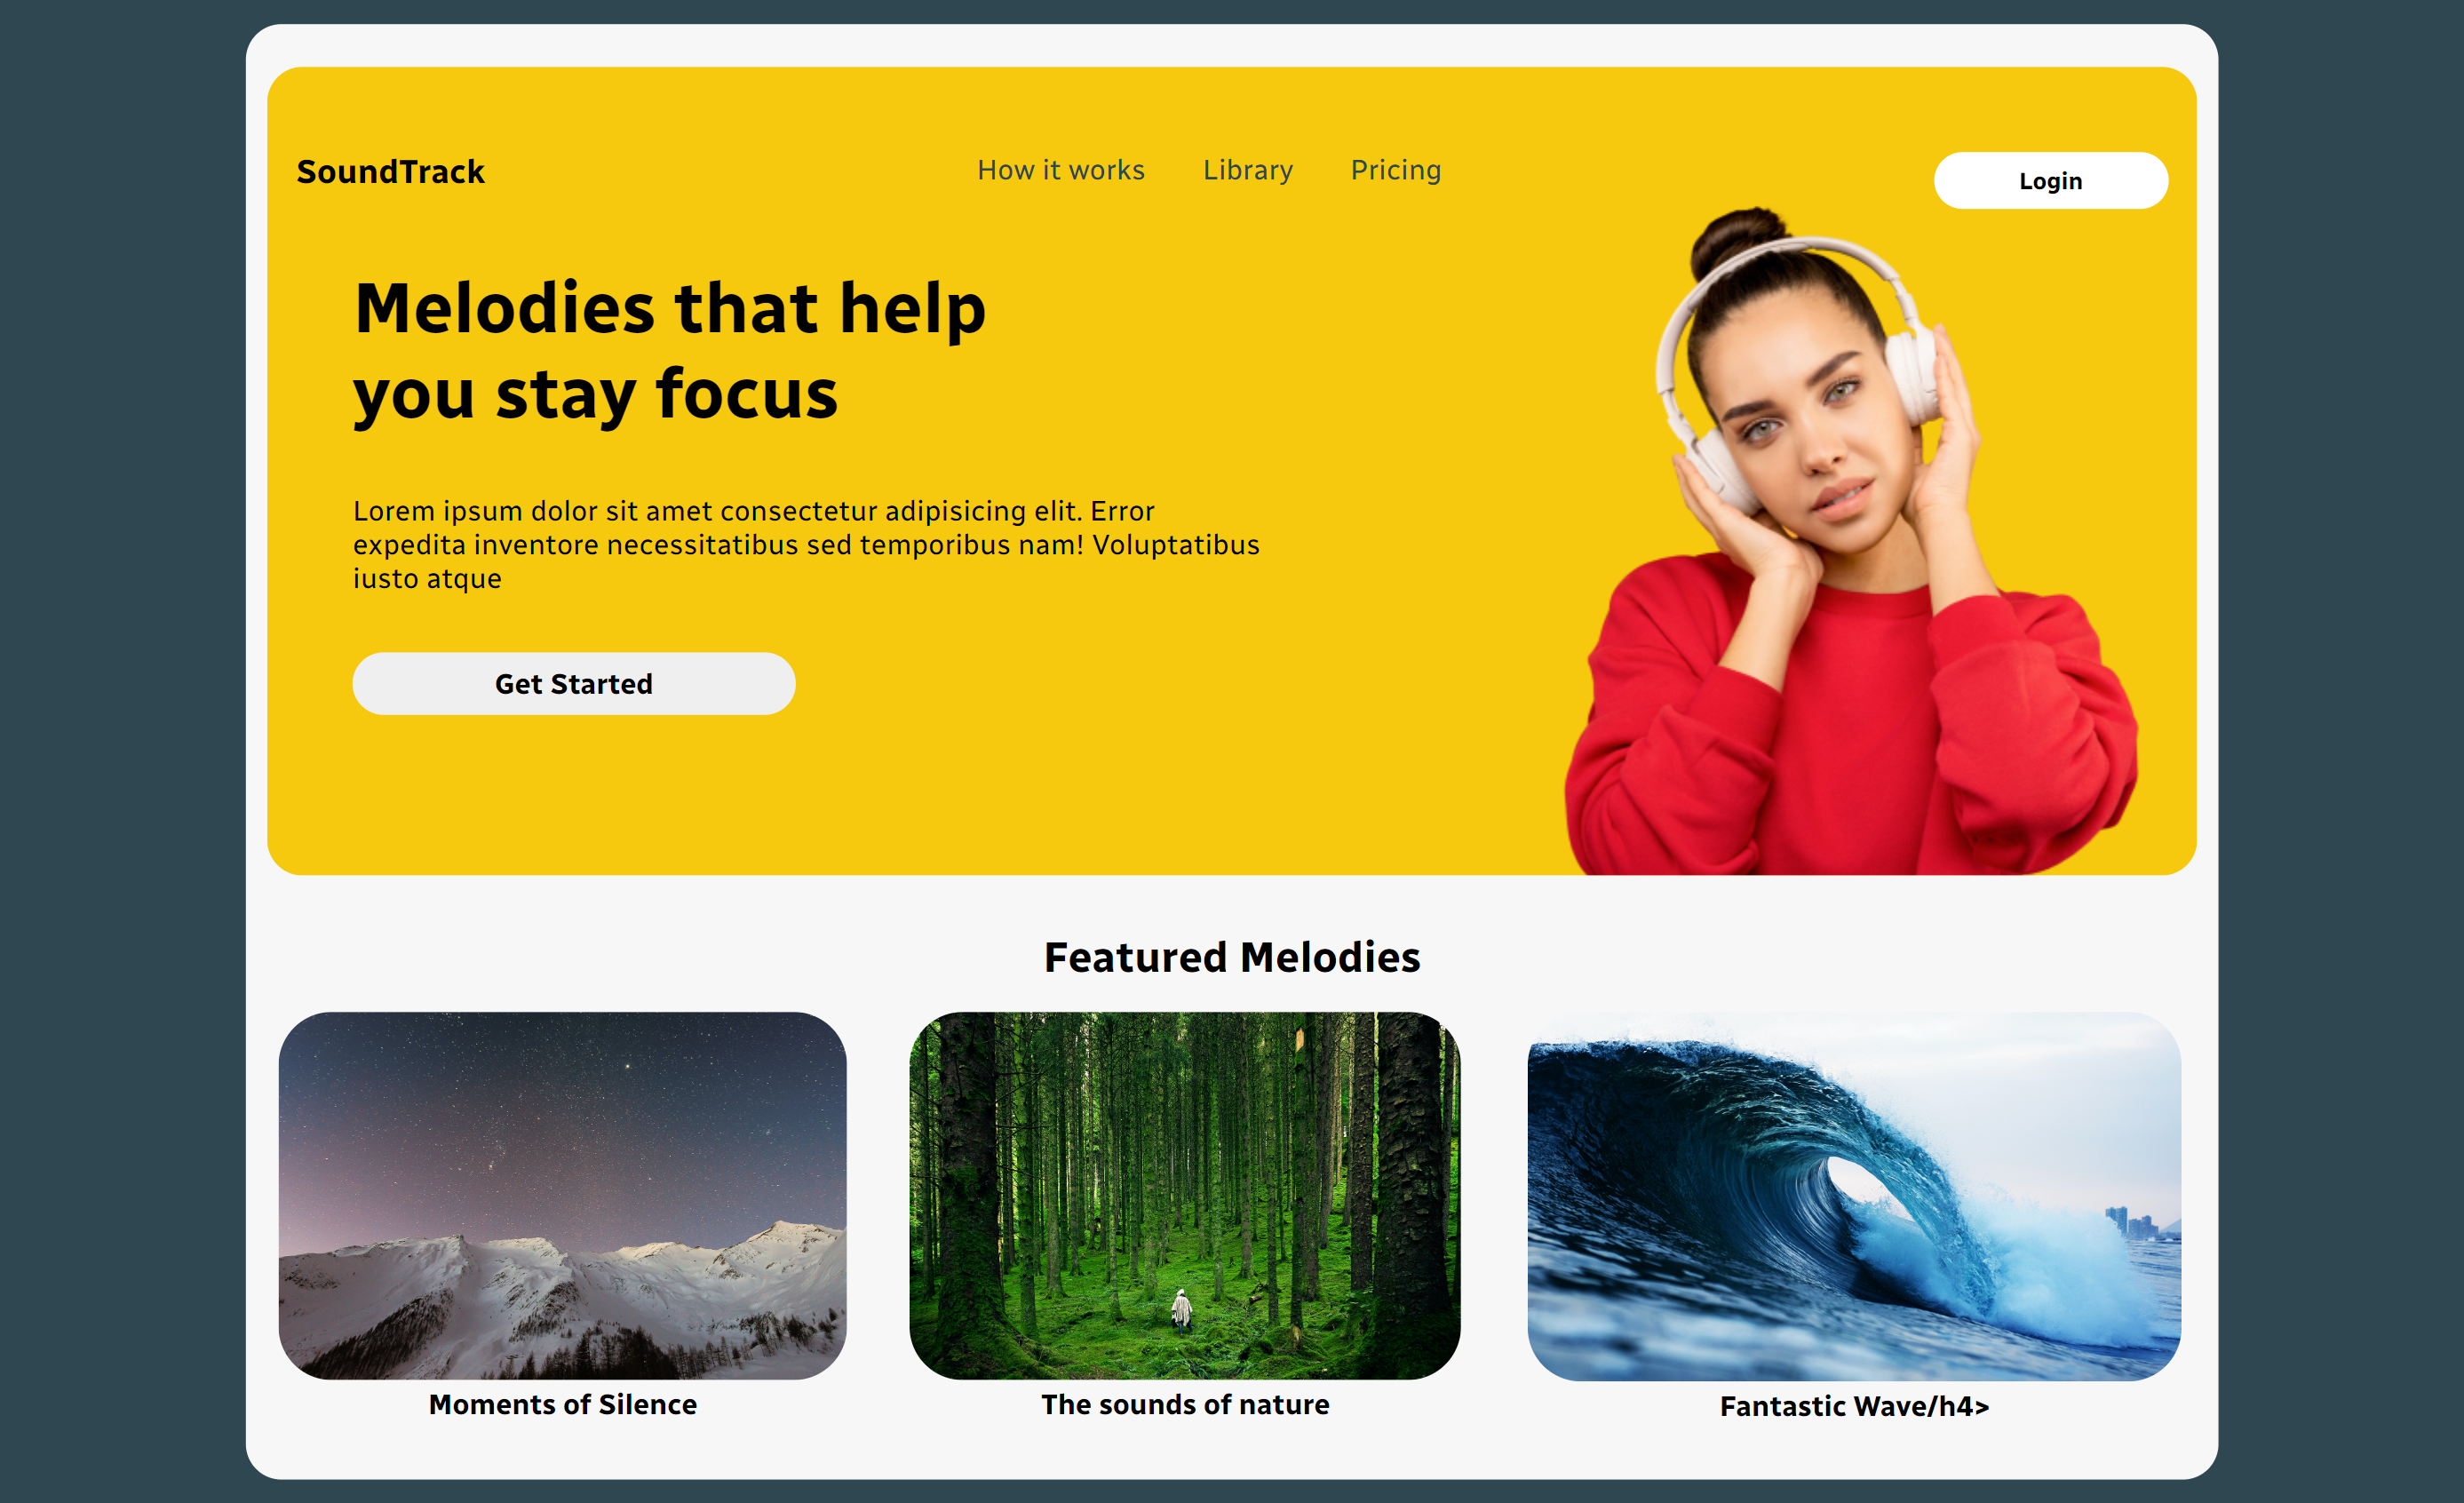 SoundTrack
How it works
Library
Pricing
Login
Melodies that help
you stay focus
Lorem ipsum dolor sit amet consectetur adipisicing elit. Error
expedita inventore necessitatibus sed temporibus nam! Voluptatibus
iusto atque
Get Started
Featured Melodies
Moments of Silence
The sounds of nature
Fantastic Wave/h4>